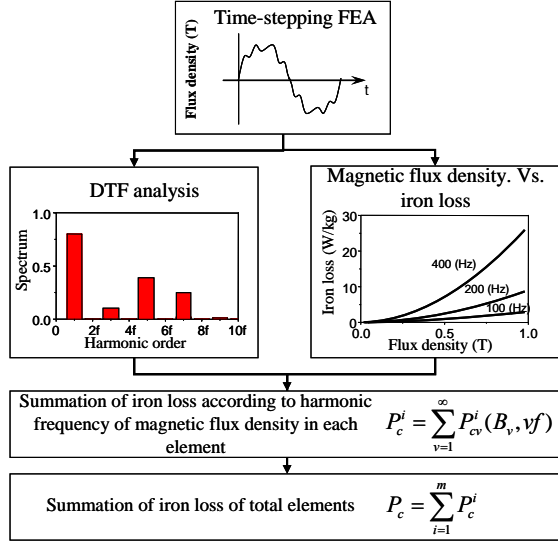 Time-stepping FEA
Flux density (T)
t
DTF analysis
Spectrum
1.0
0.5
0.0
0 2f 4f 6f 8f 10f
Harmonic order
Magnetic flux density. Vs.
iron loss
Iron loss (W/kg)
30
20
10
0
400 (Hz)
200 (Hz)
100 (Hz)
0.5 1.0
Flux density (T)
Summation of iron loss according to harmonic
frequency of magnetic flux density in each
element
P_c^i = \sum_{v=1}^{\infty} P_{cv}^i (B_v, vf)
Summation of iron loss of total elements
P_c = \sum_{i=1}^{m} P_c^i